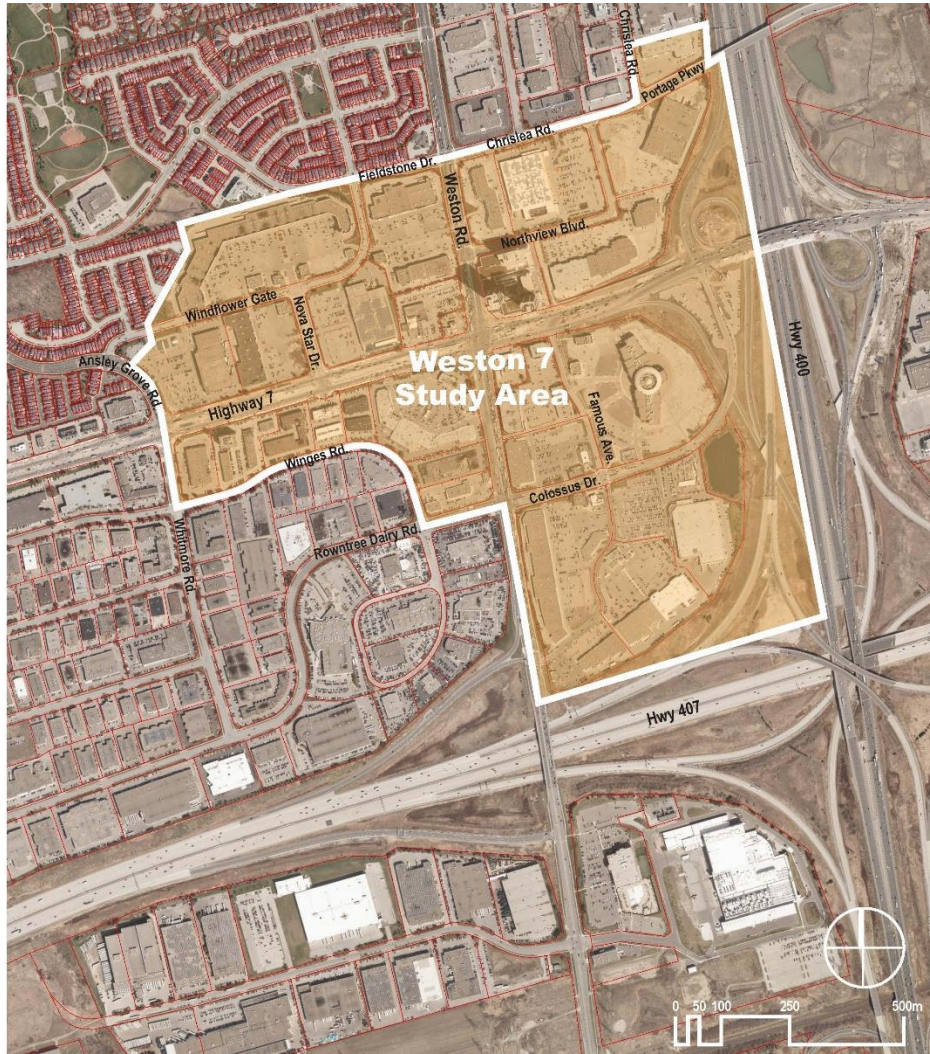 Chrislea Rd.
Portage Pkwy
Chrislea Rd.
Fieldstone Dr.
Weston Rd.
Northview Blvd.
Windflower Gate
Nova Star Dr.
Ansley Grove Rd
Hwy 400
Weston 7
Study Area
Highway 7
Famous Ave.
Winges Rd.
Colossus Dr.
Whitmore Rd
Rowntree Dairy Rd.
Hwy 407
0 50 100 250 500m